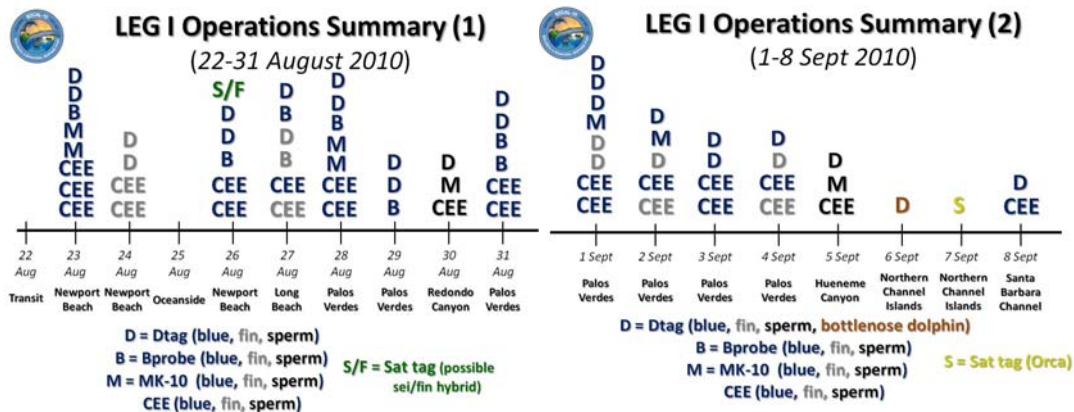 SOCAL-10
LEG I Operations Summary (1)
(22-31 August 2010)
D
D
B
M
M
CEE
CEE
CEE
D
D
CEE
CEE
S/F
D
D
B
CEE
CEE
D
B
D
B
CEE
CEE
D
D
B
M
M
CEE
CEE
D
D
B
D
M
CEE
D
D
B
B
CEE
CEE
22 23 24 25 26 27 28 29 30 31
Aug Aug Aug Aug Aug Aug Aug Aug Aug Aug
Transit
Newport
Beach
Newport
Beach
Oceanside
Newport
Beach
Long
Beach
Palos
Verdes
Palos
Verdes
Redondo
Canyon
Palos
Verdes
D = Dtag (blue, fin, sperm)
B = Bprobe (blue, fin, sperm)
M = MK-10 (blue, fin, sperm)
CEE (blue, fin, sperm)
S/F = Sat tag (possible
sei/fin hybrid)
LEG I Operations Summary (2)
(1-8 Sept 2010)
D
D
D
M
D
D
CEE
CEE
D
M
D
CEE
CEE
D
D
CEE
CEE
D
D
CEE
CEE
D
M
CEE
D
S
D
CEE
1 Sept 2 Sept 3 Sept 4 Sept 5 Sept 6 Sept 7 Sept 8 Sept
Palos
Verdes
Palos
Verdes
Palos
Verdes
Palos
Verdes
Hueneme
Canyon
Northern
Channel
Islands
Northern
Channel
Islands
Santa
Barbara
Channel
D = Dtag (blue, fin, sperm, bottlenose dolphin)
B = Bprobe (blue, fin, sperm)
M = MK-10 (blue, fin, sperm)
CEE (blue, fin, sperm)
S = Sat tag (Orca)